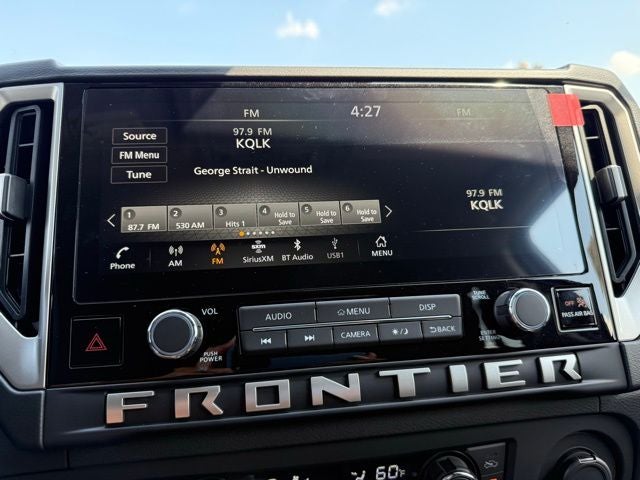 FM 4:27 FM
Source
FM Menu
Tune
97.9 FM
KQLK
George Strait - Unwound
97.9 FM
KQLK
1 87.7 FM
2 530 AM
3 Hits 1
4 Hold to Save
5 Hold to Save
6 Hold to Save
Phone
AM
FM
SXM
SiriusXM
BT Audio
USB1
MENU
VOL
PUSH
POWER
AUDIO MENU DISP
CAMERA BACK
TUNE
SCROLL
ENTER
SETTING
OFF
PASS AIR BAG
FRONTIER
60°F